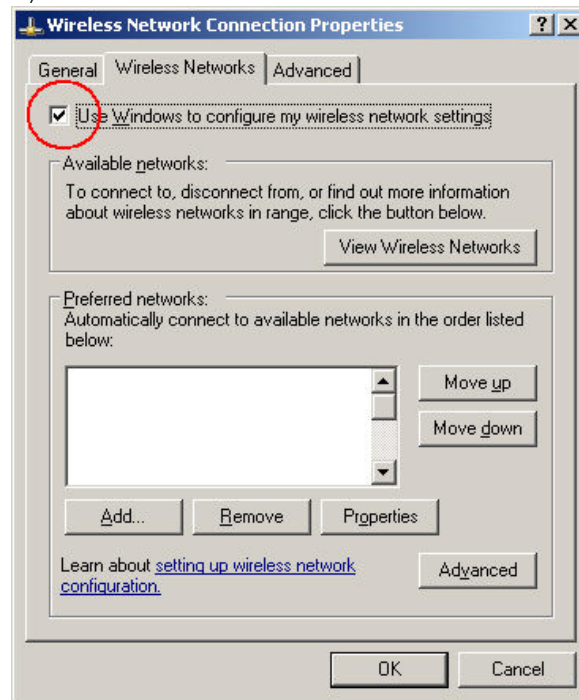 Wireless Network Connection Properties
General Wireless Networks Advanced
Use Windows to configure my wireless network settings
Available networks:
To connect to, disconnect from, or find out more information
about wireless networks in range, click the button below.
View Wireless Networks
Preferred networks:
Automatically connect to available networks in the order listed
below:
Move up
Move down
Add... Remove Properties
Learn about setting up wireless network
configuration.
Advanced
OK Cancel